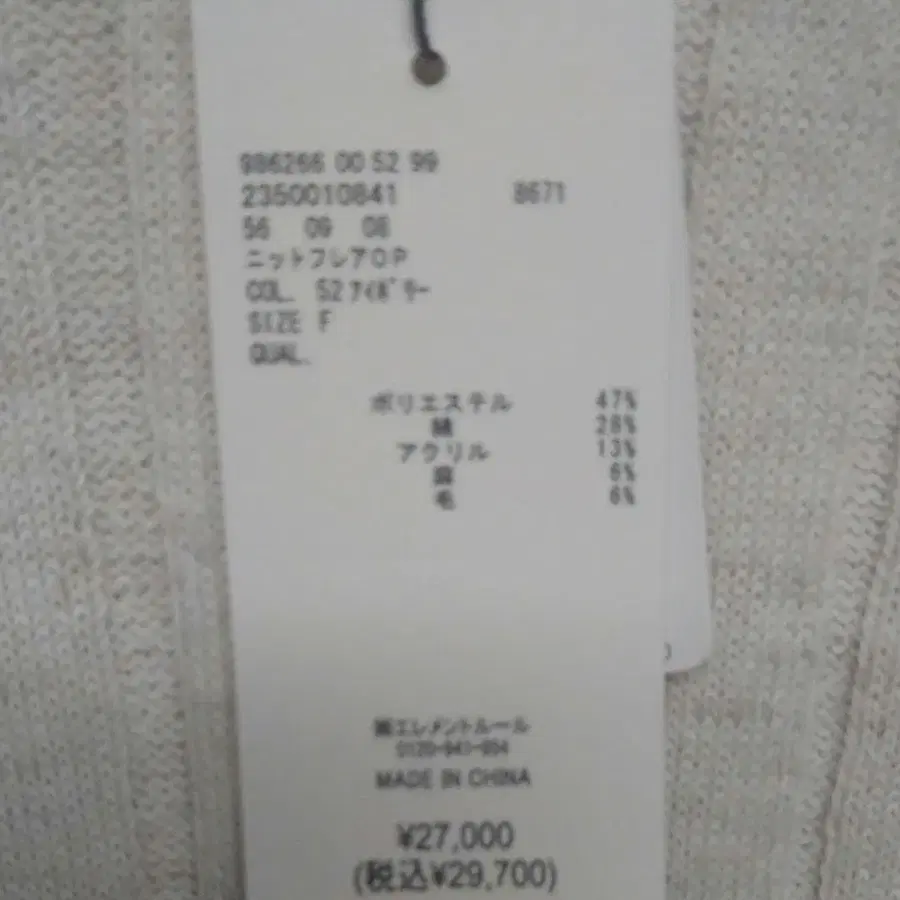 986266 00 52 99
2350010841 8671
56 09 08
ニットフレアOP
COL. 52 ｱｲﾎﾞﾘｰ
SIZE F
QUAL.
ポリエステル 47%
綿 28%
アクリル 13%
麻 6%
毛 6%
㈱エレメントルール
0120-941-994
MADE IN CHINA
¥27,000
(税込¥29,700)